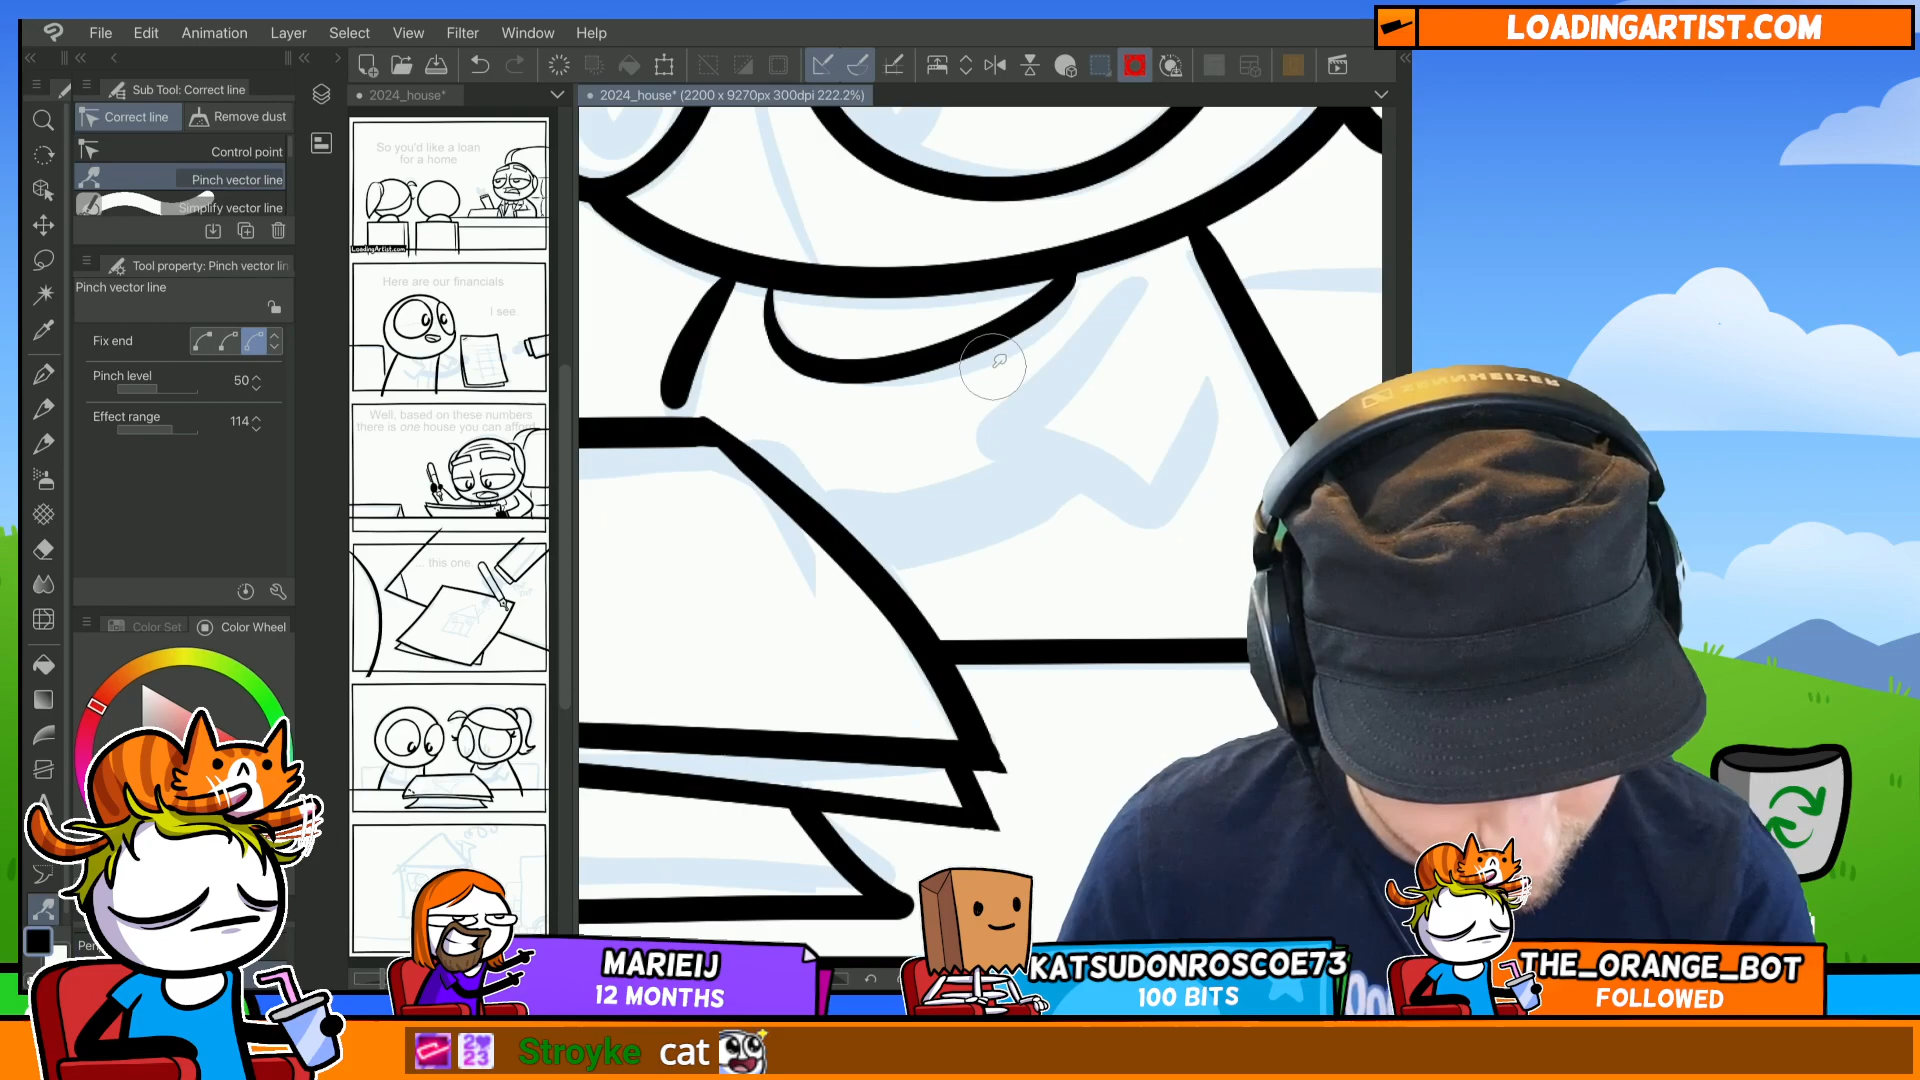 LOADINGARTIST.COM
File Edit Animation Layer Select View Filter Window Help
Sub Tool: Correct line
2024_house*
2024_house* (2200 x 9270px 300dpi 222.2%)
Correct line
Remove dust
Control point
Pinch vector line
Simplify vector line
Tool property: Pinch vector lin
Pinch vector line
Fix end
Pinch level 50
Effect range 114
Color Set
Color Wheel
So you'd like a loan
for a home
LoadingArtist.com
Here are our financials
I see
Well, based on these numbers
there is one house you can afford
... this one.
SENNHEISER
MARIEIJ
12 MONTHS
KATSUDONROSCOE73
100 BITS
THE_ORANGE_BOT
FOLLOWED
2023
Stroyke cat